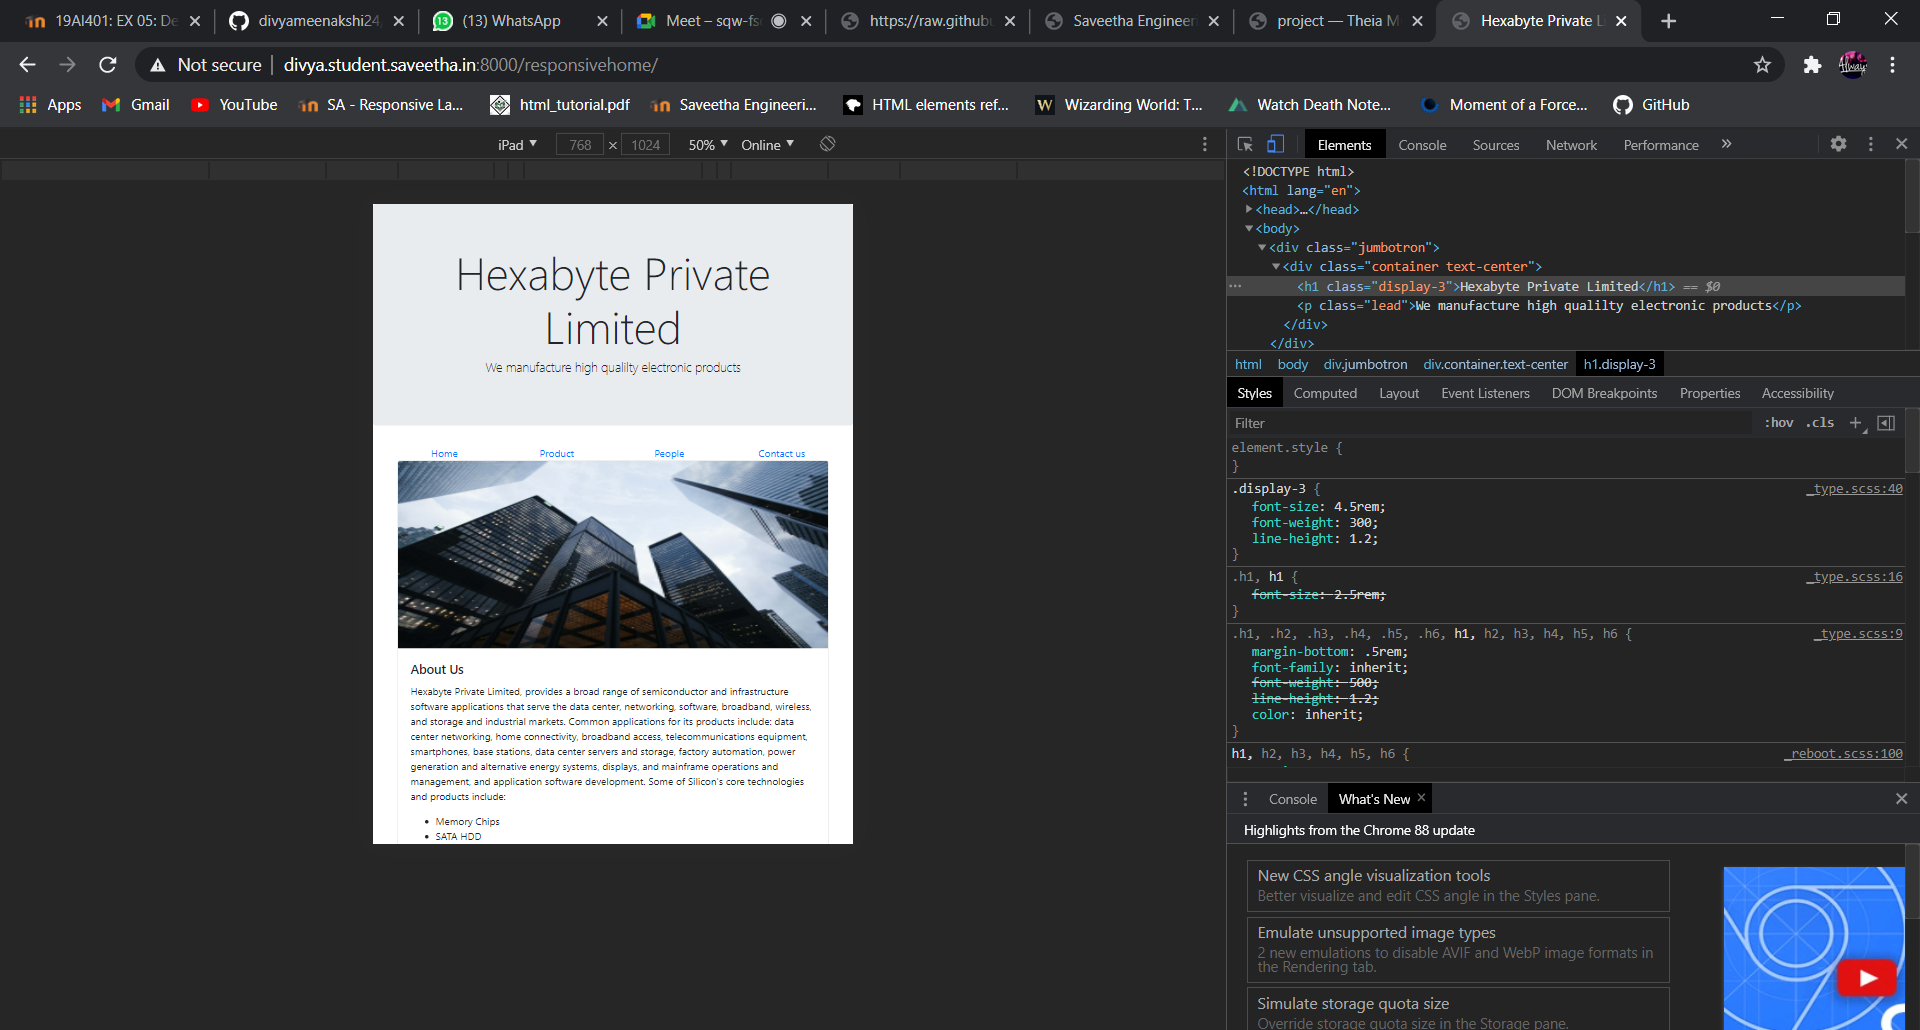 19AI401: EX 05: De
divyameenakshi24
(13) WhatsApp
Meet – sqw-fs
https://raw.github
Saveetha Engineer
project — Theia M
Hexabyte Private L
Not secure | divya.student.saveetha.in:8000/responsivehome/
Apps
Gmail
YouTube
SA - Responsive La...
html_tutorial.pdf
Saveetha Engineeri...
HTML elements ref...
Wizarding World: T...
Watch Death Note...
Moment of a Force...
GitHub
iPad 768 × 1024 50% Online
Hexabyte Private
Limited
We manufacture high qualilty electronic products
Home Product People Contact us
About Us
Hexabyte Private Limited, provides a broad range of semiconductor and infrastructure
software applications that serve the data center, networking, software, broadband, wireless,
and storage and industrial markets. Common applications for its products include: data
center networking, home connectivity, broadband access, telecommunications equipment,
smartphones, base stations, data center servers and storage, factory automation, power
generation and alternative energy systems, displays, and mainframe operations and
management, and application software development. Some of Silicon's core technologies
and products include:
• Memory Chips
• SATA HDD
Elements Console Sources Network Performance »
<!DOCTYPE html>
<html lang="en">
<head>…</head>
<body>
<div class="jumbotron">
<div class="container text-center">
<h1 class="display-3">Hexabyte Private Limited</h1> == $0
<p class="lead">We manufacture high qualilty electronic products</p>
</div>
</div>
html body div.jumbotron div.container.text-center h1.display-3
Styles Computed Layout Event Listeners DOM Breakpoints Properties Accessibility
Filter :hov .cls +
element.style {
}
.display-3 { _type.scss:40
font-size: 4.5rem;
font-weight: 300;
line-height: 1.2;
}
.h1, h1 { _type.scss:16
font-size: 2.5rem;
}
.h1, .h2, .h3, .h4, .h5, .h6, h1, h2, h3, h4, h5, h6 { _type.scss:9
margin-bottom: .5rem;
font-family: inherit;
font-weight: 500;
line-height: 1.2;
color: inherit;
}
h1, h2, h3, h4, h5, h6 { _reboot.scss:100
Console What's New
Highlights from the Chrome 88 update
New CSS angle visualization tools
Better visualize and edit CSS angle in the Styles pane.
Emulate unsupported image types
2 new emulations to disable AVIF and WebP image formats in
the Rendering tab.
Simulate storage quota size
Override storage quota size in the Storage pane.